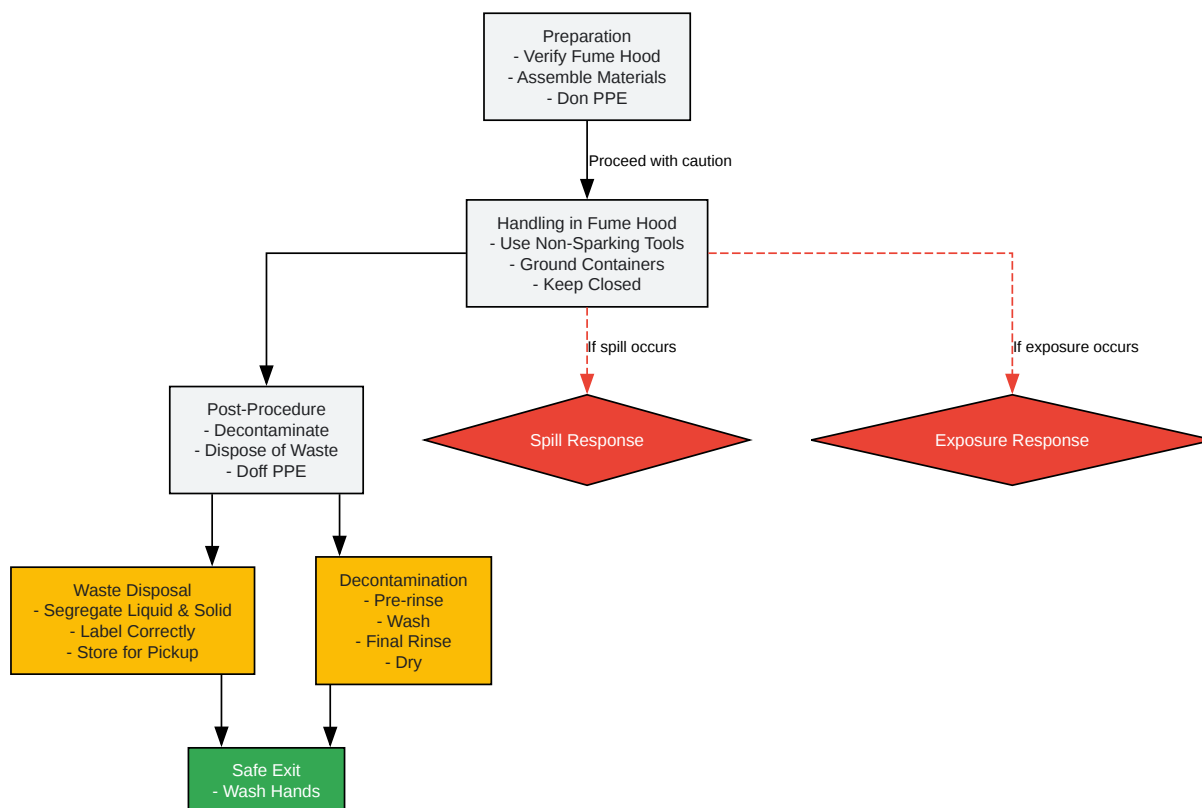 Preparation
- Verify Fume Hood
- Assemble Materials
- Don PPE
Proceed with caution
Handling in Fume Hood
- Use Non-Sparking Tools
- Ground Containers
- Keep Closed
If spill occurs
If exposure occurs
Post-Procedure
- Decontaminate
- Dispose of Waste
- Doff PPE
Spill Response
Exposure Response
Waste Disposal
- Segregate Liquid & Solid
- Label Correctly
- Store for Pickup
Decontamination
- Pre-rinse
- Wash
- Final Rinse
- Dry
Safe Exit
- Wash Hands